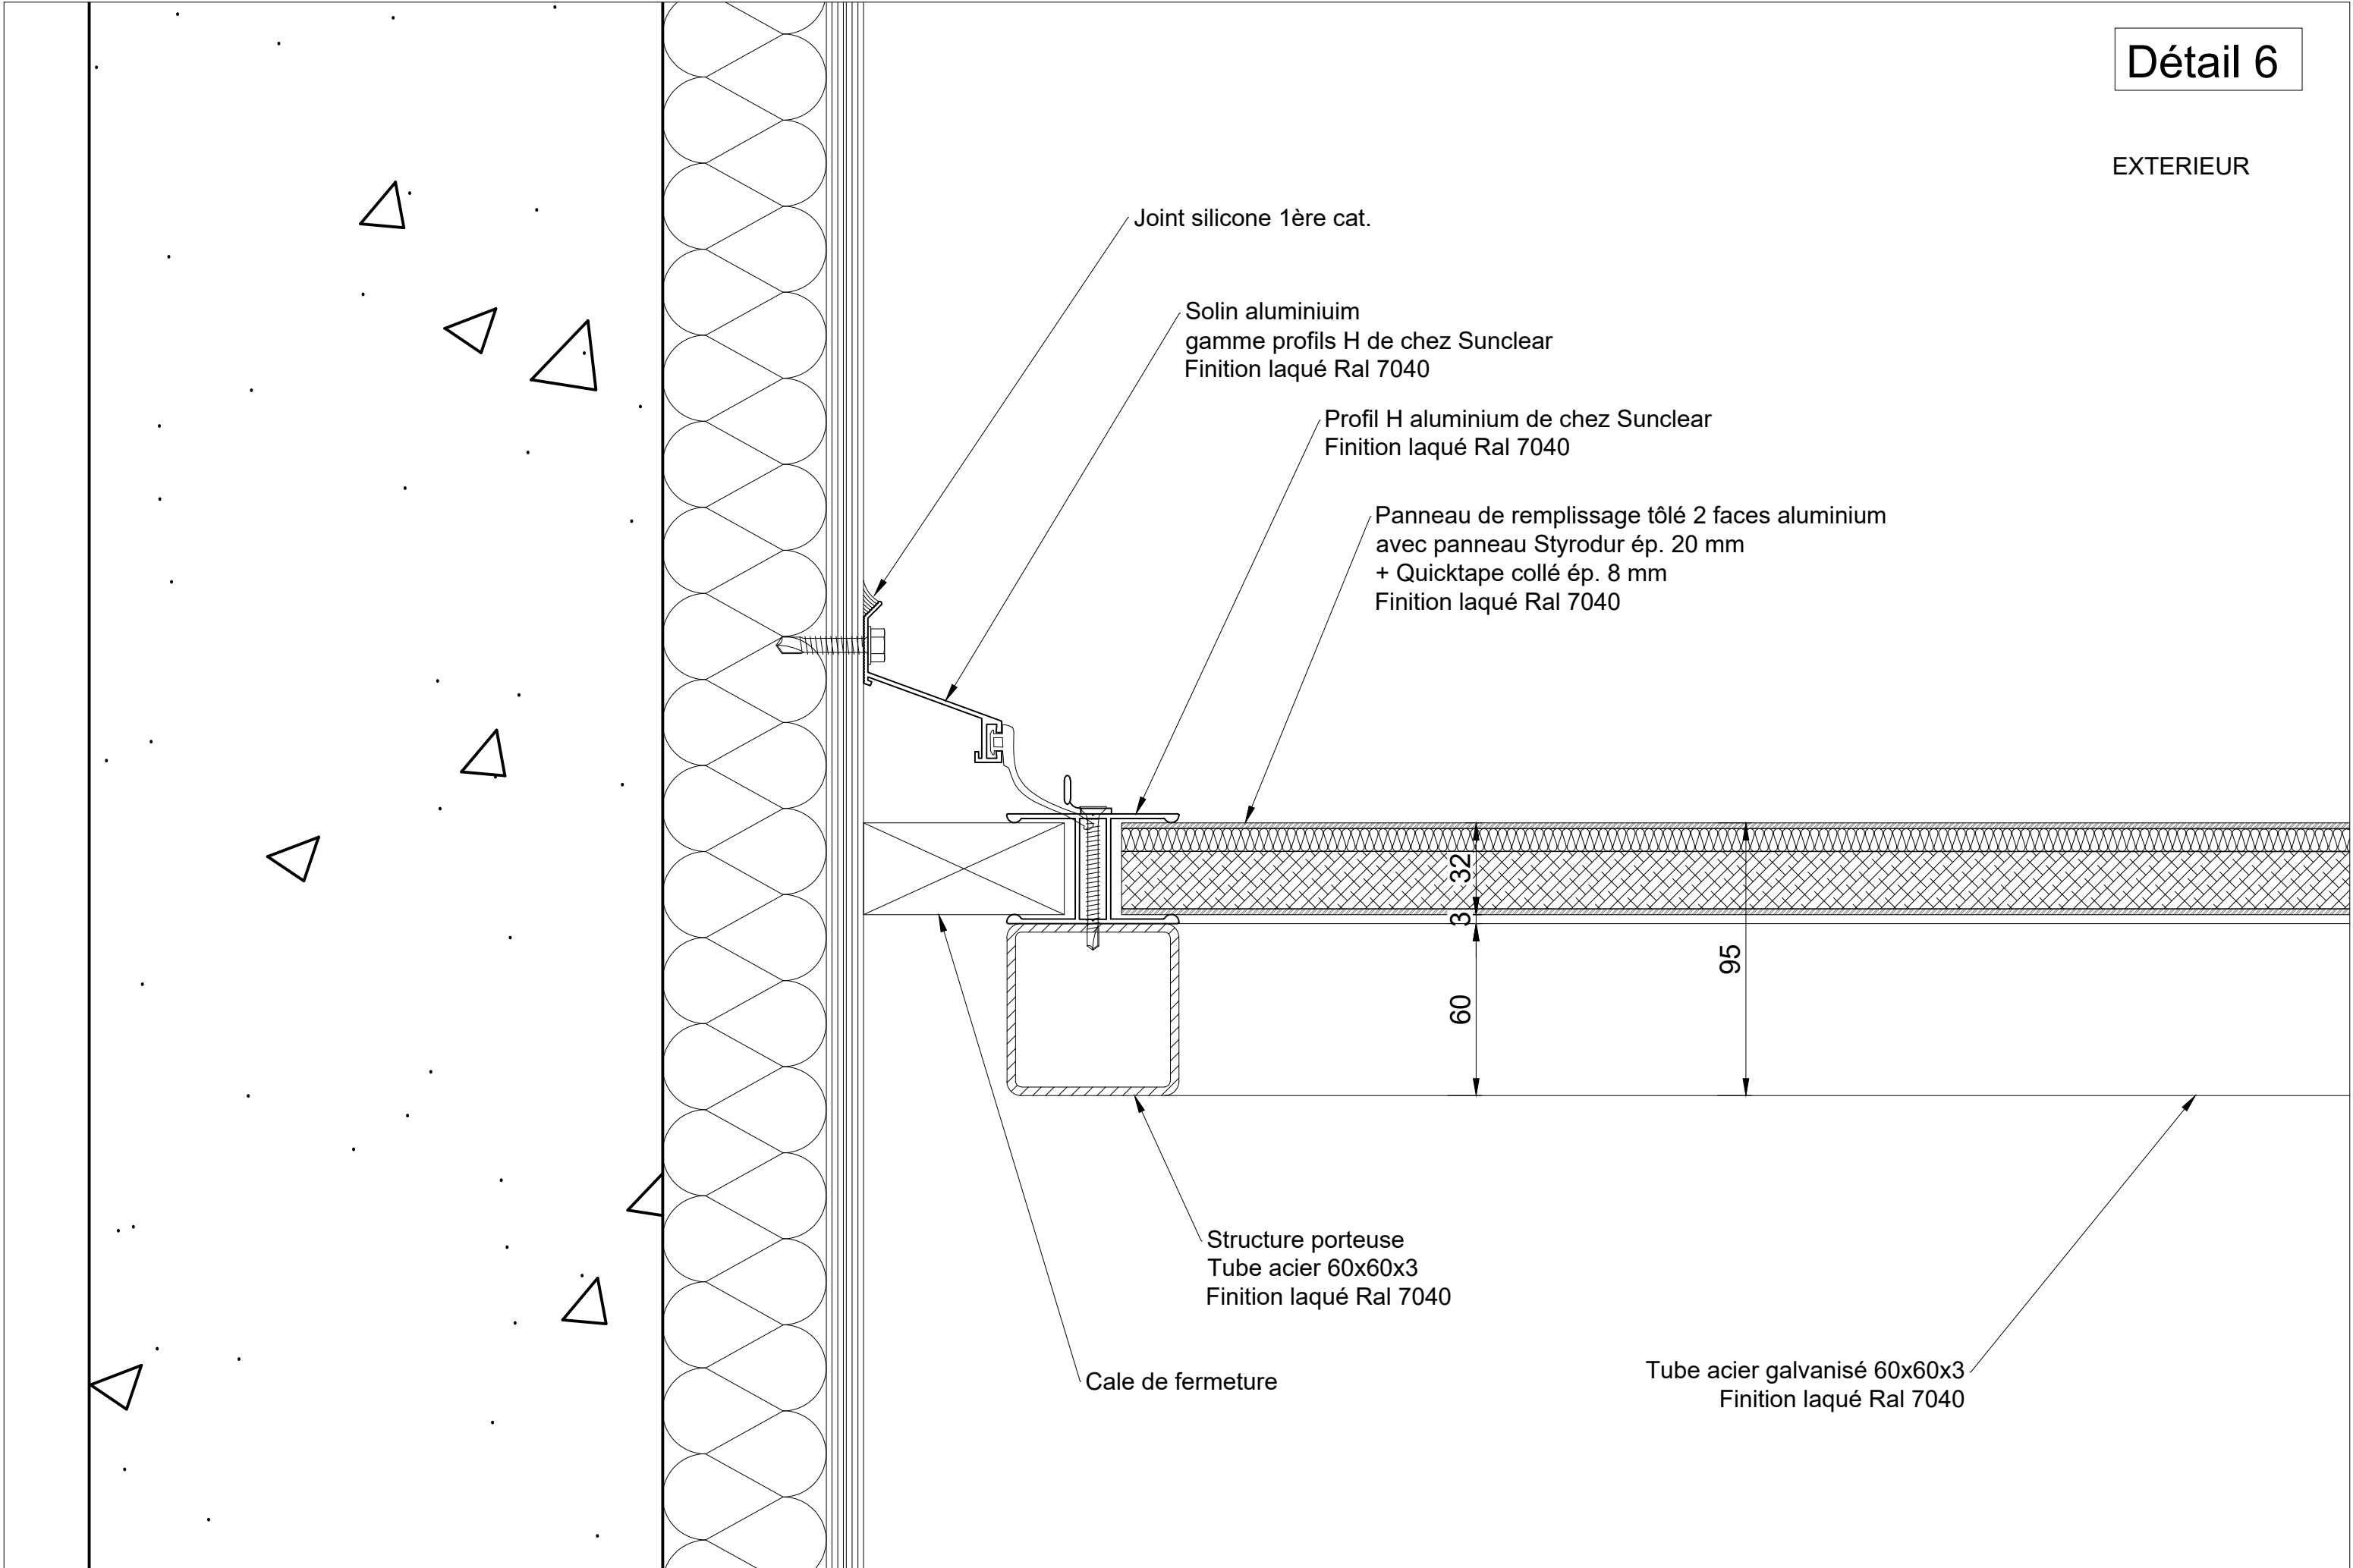 Détail 6
EXTERIEUR
Joint silicone 1ère cat.
Solin aluminiuim
gamme profils H de chez Sunclear
Finition laqué Ral 7040
Profil H aluminium de chez Sunclear
Finition laqué Ral 7040
Panneau de remplissage tôlé 2 faces aluminium
avec panneau Styrodur ép. 20 mm
+ Quicktape collé ép. 8 mm
Finition laqué Ral 7040
32
3
60
95
Structure porteuse
Tube acier 60x60x3
Finition laqué Ral 7040
Cale de fermeture
Tube acier galvanisé 60x60x3
Finition laqué Ral 7040